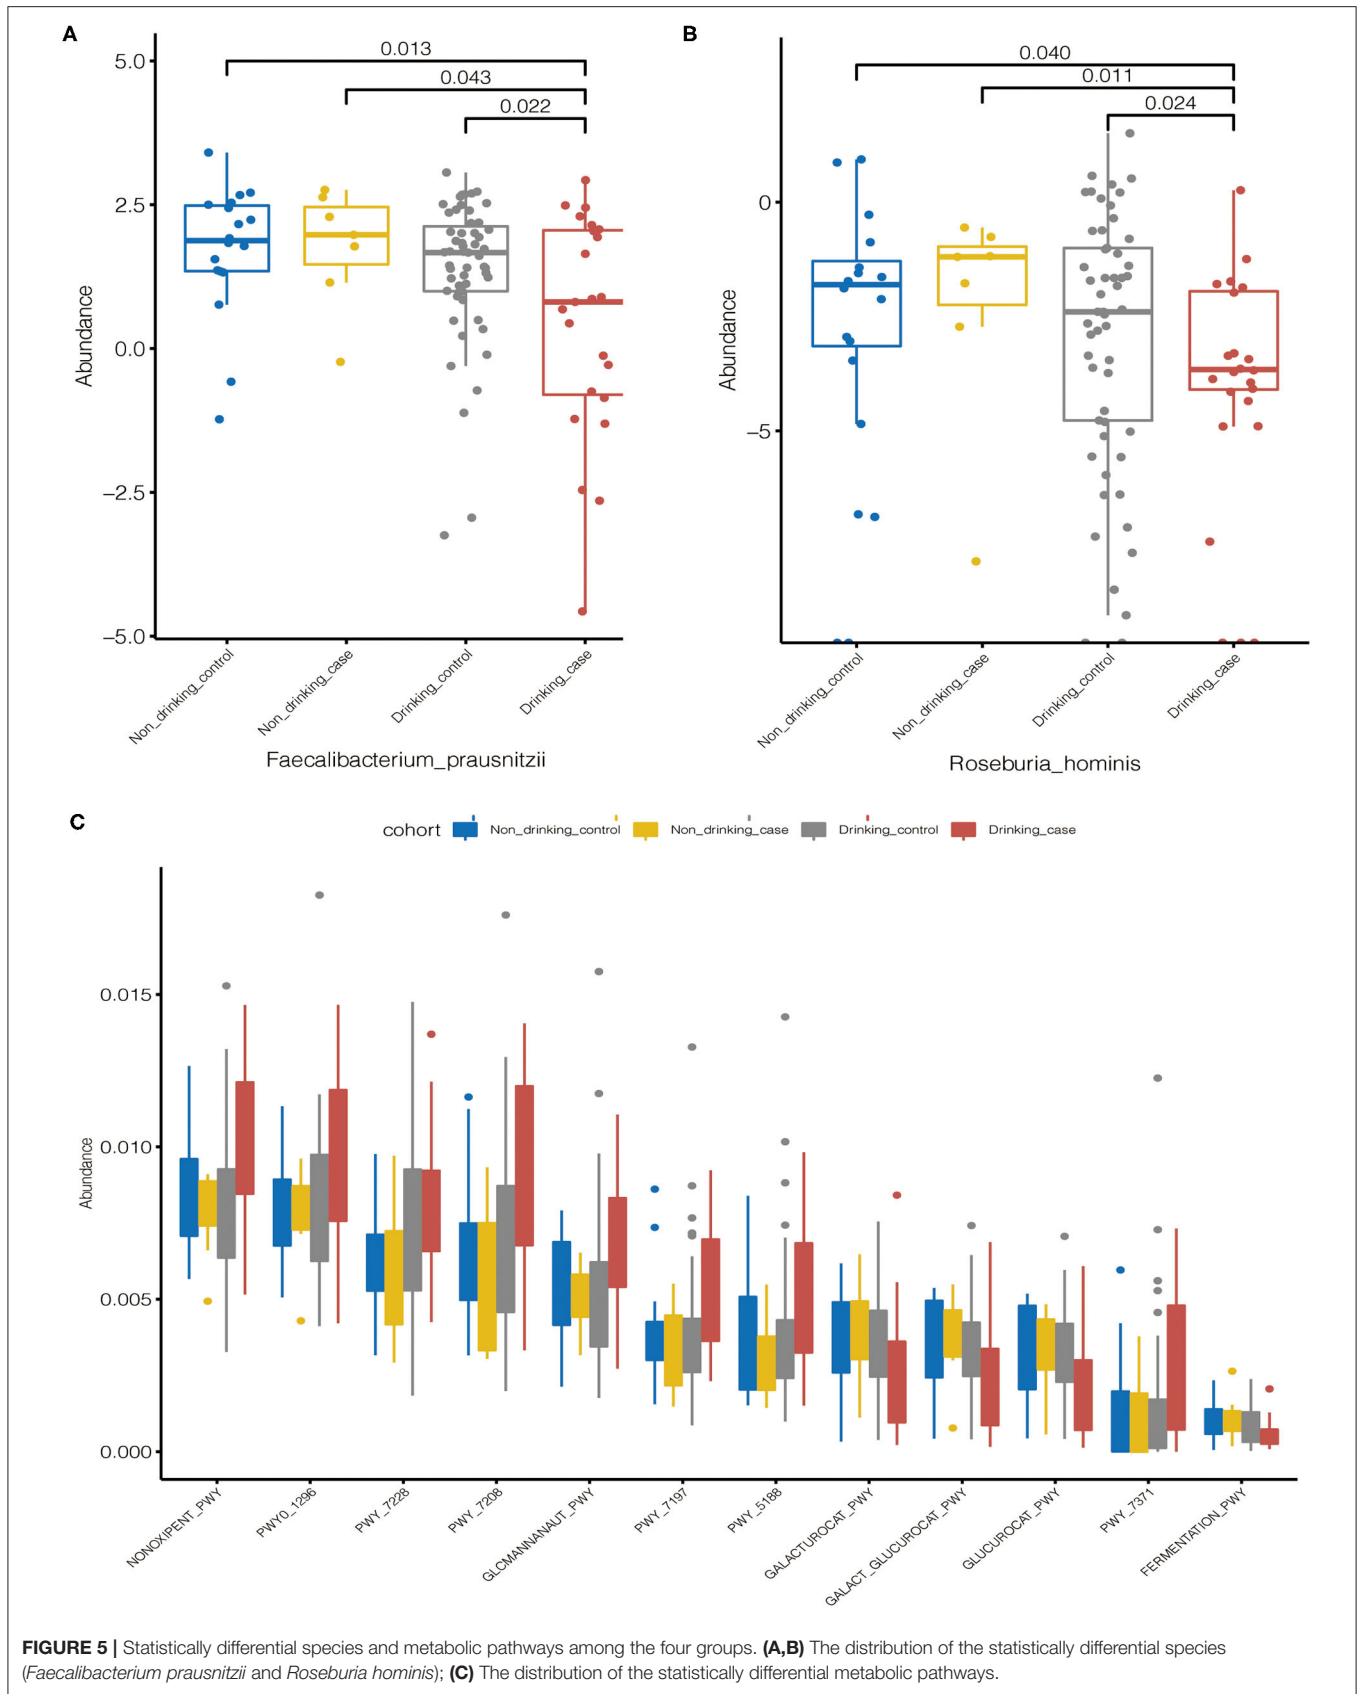 A
0.013
0.043
0.022
5.0
2.5
0.0
−2.5
−5.0
Abundance
Non_drinking_control
Non_drinking_case
Drinking_control
Drinking_case
Faecalibacterium_prausnitzii
B
0.040
0.011
0.024
0
−5
Abundance
Non_drinking_control
Non_drinking_case
Drinking_control
Drinking_case
Roseburia_hominis
C
cohort Non_drinking_control Non_drinking_case Drinking_control Drinking_case
0.015
0.010
0.005
0.000
Abundance
NONOXIPENT_PWY
PWY0_1296
PWY_7228
PWY_7208
GLCMANNANAUT_PWY
PWY_7197
PWY_5188
GALACTUROCAT_PWY
GALACT_GLUCUROCAT_PWY
GLUCUROCAT_PWY
PWY_7371
FERMENTATION_PWY
FIGURE 5 | Statistically differential species and metabolic pathways among the four groups. (A,B) The distribution of the statistically differential species
(Faecalibacterium prausnitzii and Roseburia hominis); (C) The distribution of the statistically differential metabolic pathways.